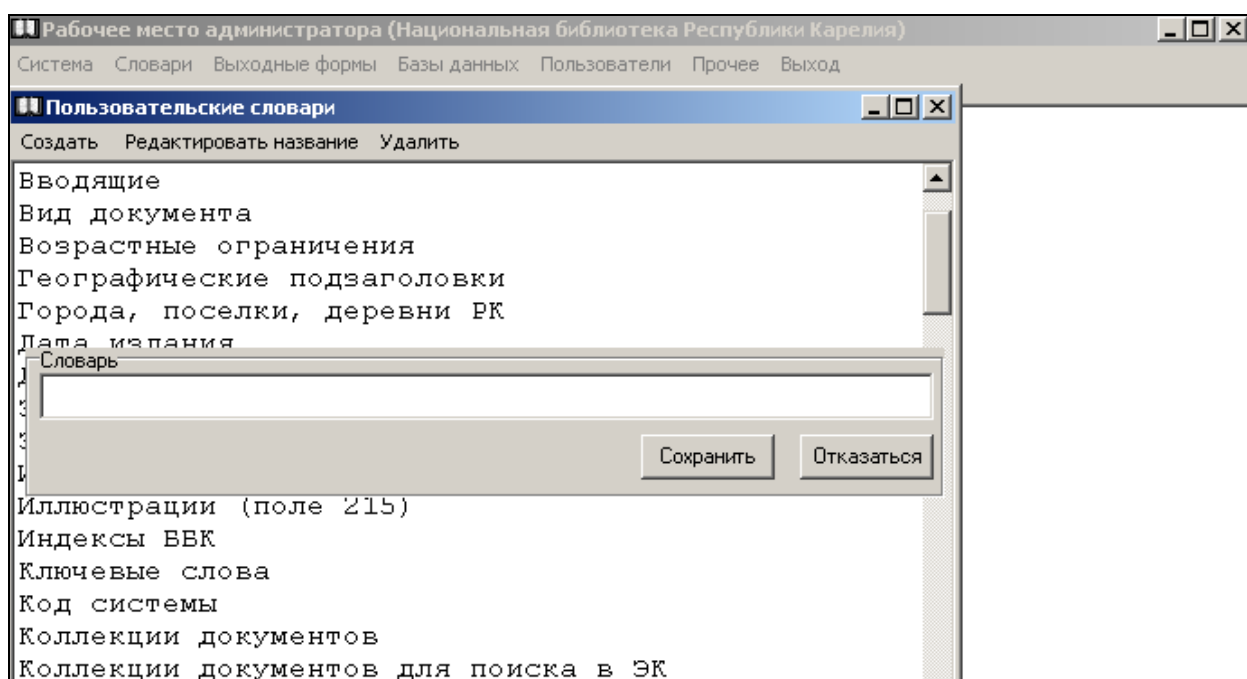 Рабочее место администратора (Национальная библиотека Республики Карелия)
Система Словари Выходные формы Базы данных Пользователи Прочее Выход
Пользовательские словари
Создать Редактировать название Удалить
Вводящие
Вид документа
Возрастные ограничения
Географические подзаголовки
Города, поселки, деревни РК
Дата издания
Словарь
Сохранить Отказаться
Иллюстрации (поле 215)
Индексы ББК
Ключевые слова
Код системы
Коллекции документов
Коллекции документов для поиска в ЭК